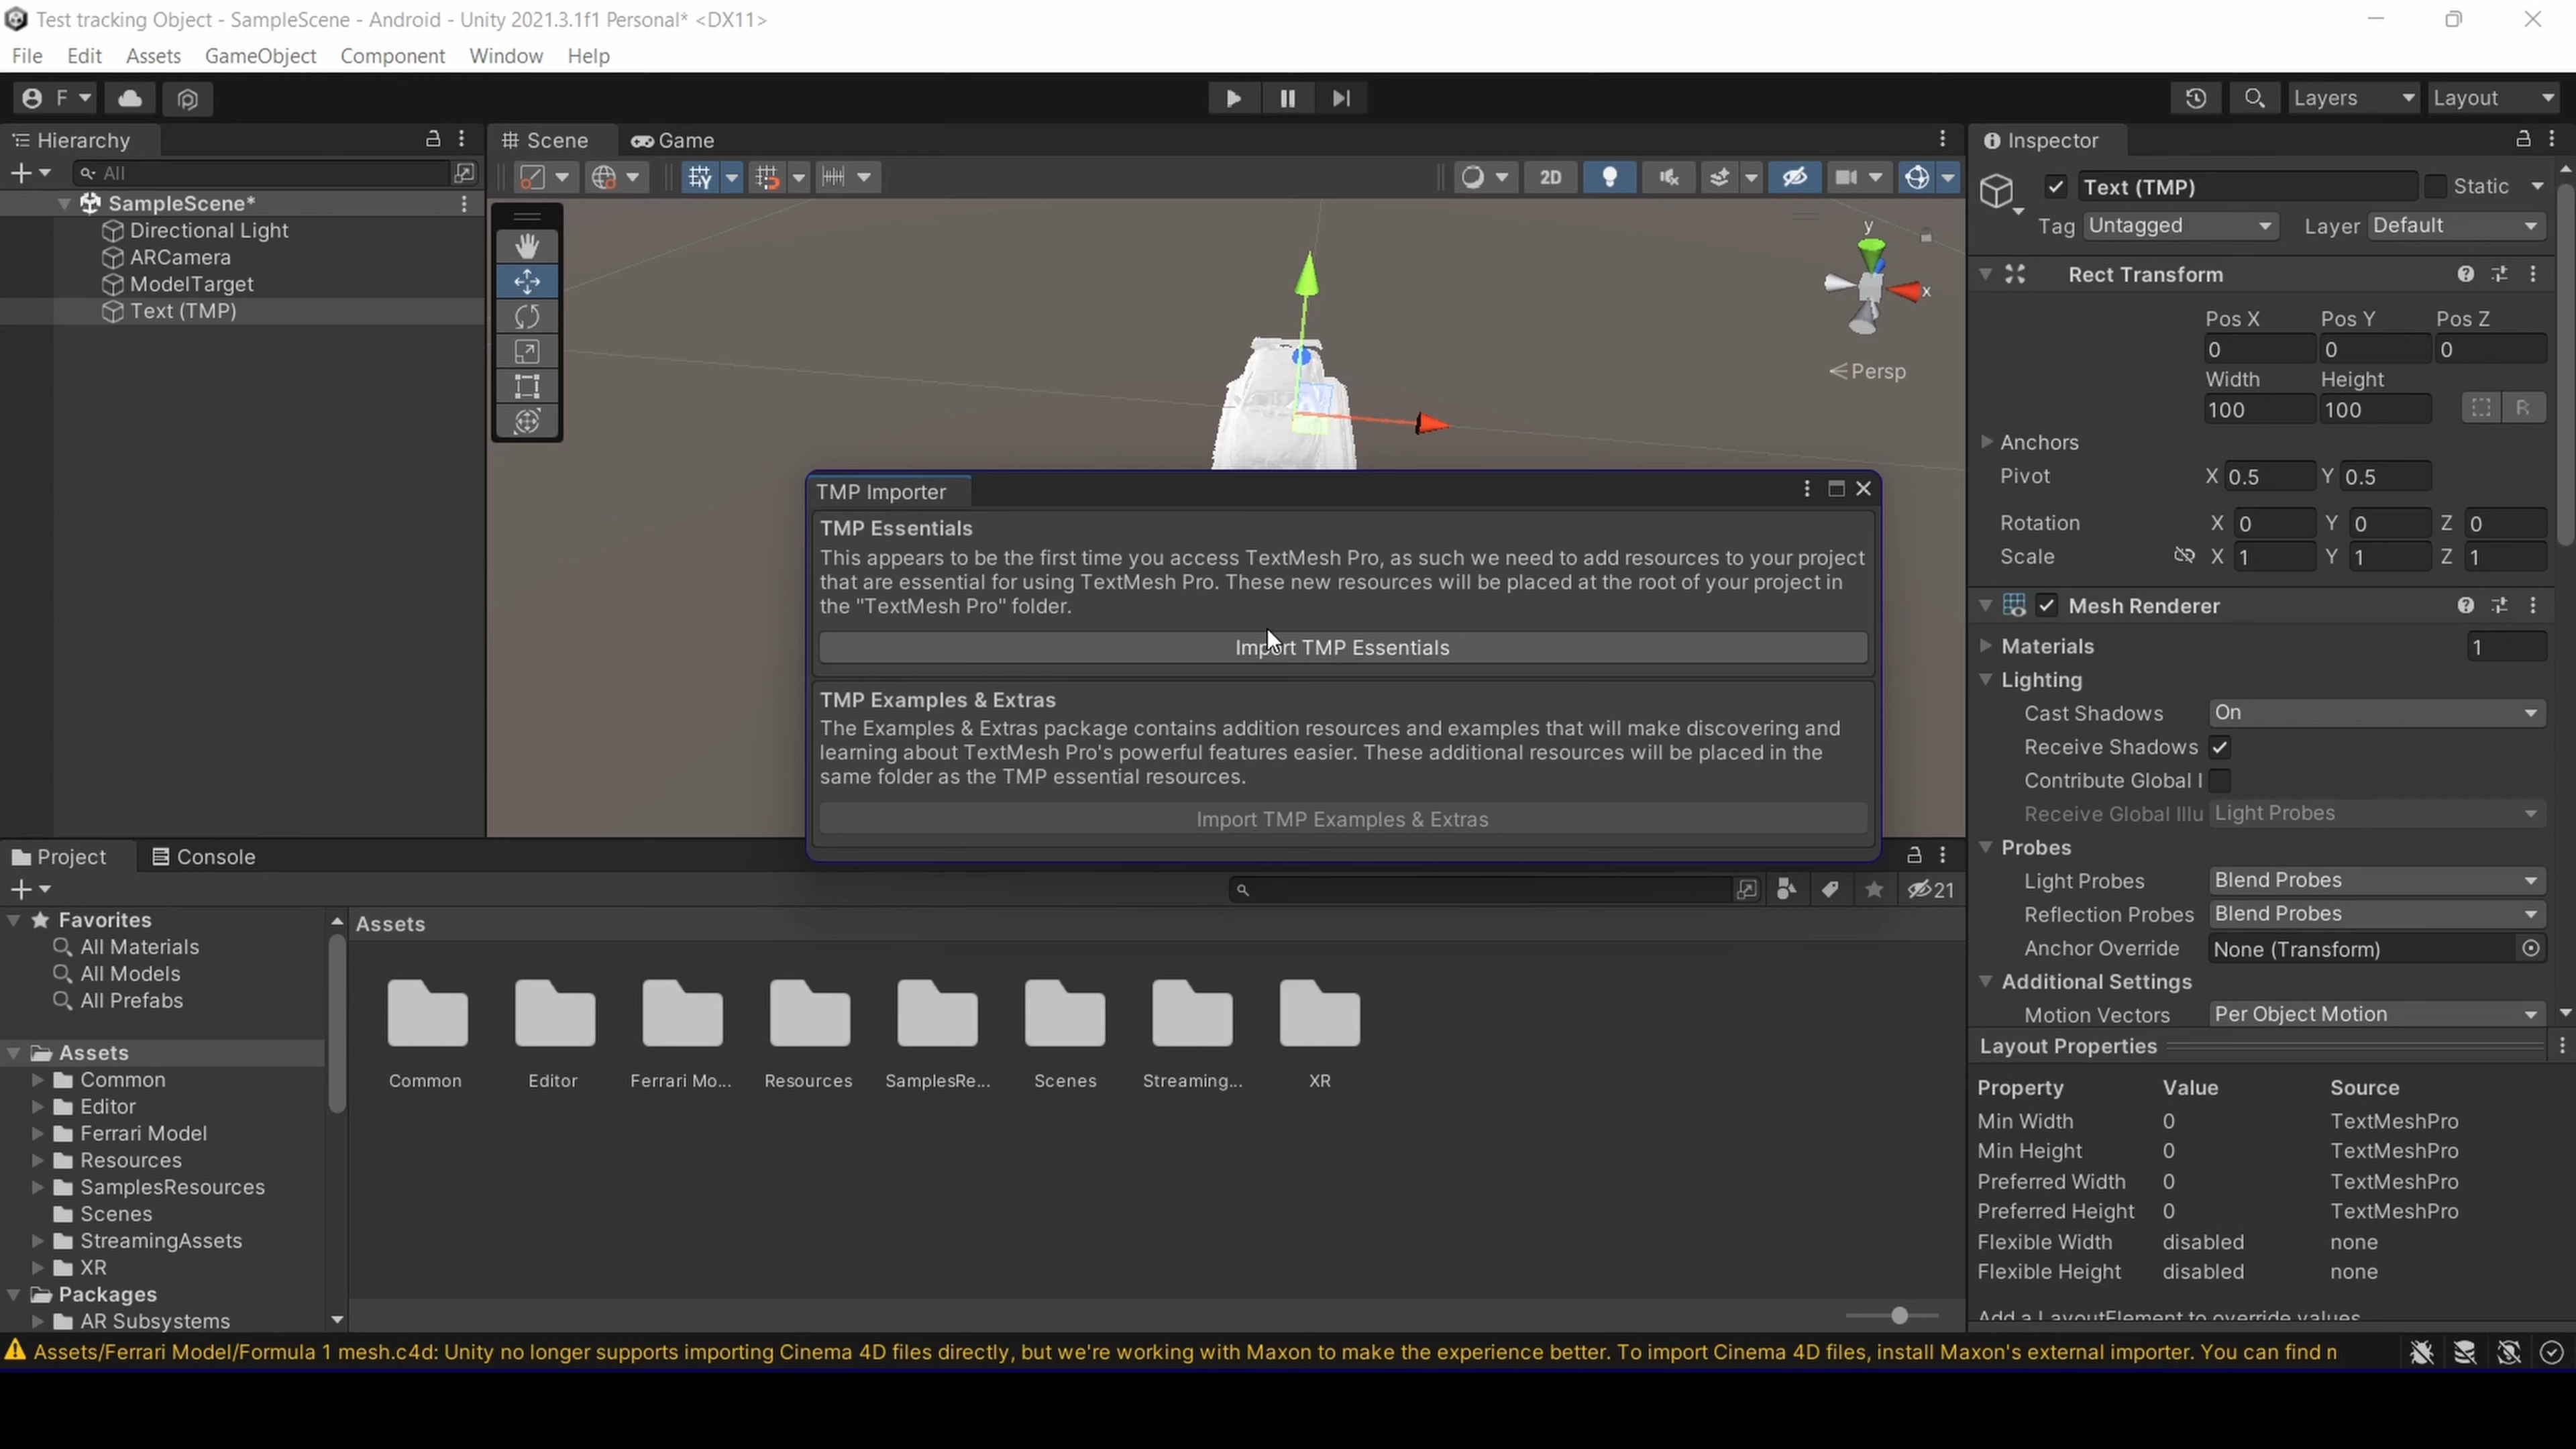 Test tracking Object - SampleScene - Android - Unity 2021.3.1f1 Personal* <DX11>
File Edit Assets GameObject Component Window Help
F Layers Layout
Hierarchy
All
SampleScene*
Directional Light
ARCamera
ModelTarget
Text (TMP)
Scene Game
2D
y
x
Persp
TMP Importer
TMP Essentials
This appears to be the first time you access TextMesh Pro, as such we need to add resources to your project
that are essential for using TextMesh Pro. These new resources will be placed at the root of your project in
the "TextMesh Pro" folder.
Import TMP Essentials
TMP Examples & Extras
The Examples & Extras package contains addition resources and examples that will make discovering and
learning about TextMesh Pro's powerful features easier. These additional resources will be placed in the
same folder as the TMP essential resources.
Import TMP Examples & Extras
Inspector
Text (TMP) Static
Tag Untagged Layer Default
Rect Transform
Pos X Pos Y Pos Z
0 0 0
Width Height
100 100 R
Anchors
Pivot X 0.5 Y 0.5
Rotation X 0 Y 0 Z 0
Scale X 1 Y 1 Z 1
Mesh Renderer
Materials 1
Lighting
Cast Shadows On
Receive Shadows
Contribute Global I
Receive Global Illu Light Probes
Probes
Light Probes Blend Probes
Reflection Probes Blend Probes
Anchor Override None (Transform)
Additional Settings
Motion Vectors Per Object Motion
Layout Properties
Property Value Source
Min Width 0 TextMeshPro
Min Height 0 TextMeshPro
Preferred Width 0 TextMeshPro
Preferred Height 0 TextMeshPro
Flexible Width disabled none
Flexible Height disabled none
Add a LayoutElement to override values
Project Console
21
Favorites
All Materials
All Models
All Prefabs
Assets
Common
Editor
Ferrari Model
Resources
SamplesResources
Scenes
StreamingAssets
XR
Packages
AR Subsystems
Assets
Common Editor Ferrari Mo... Resources SamplesRe... Scenes Streaming... XR
Assets/Ferrari Model/Formula 1 mesh.c4d: Unity no longer supports importing Cinema 4D files directly, but we're working with Maxon to make the experience better. To import Cinema 4D files, install Maxon's external importer. You can find n